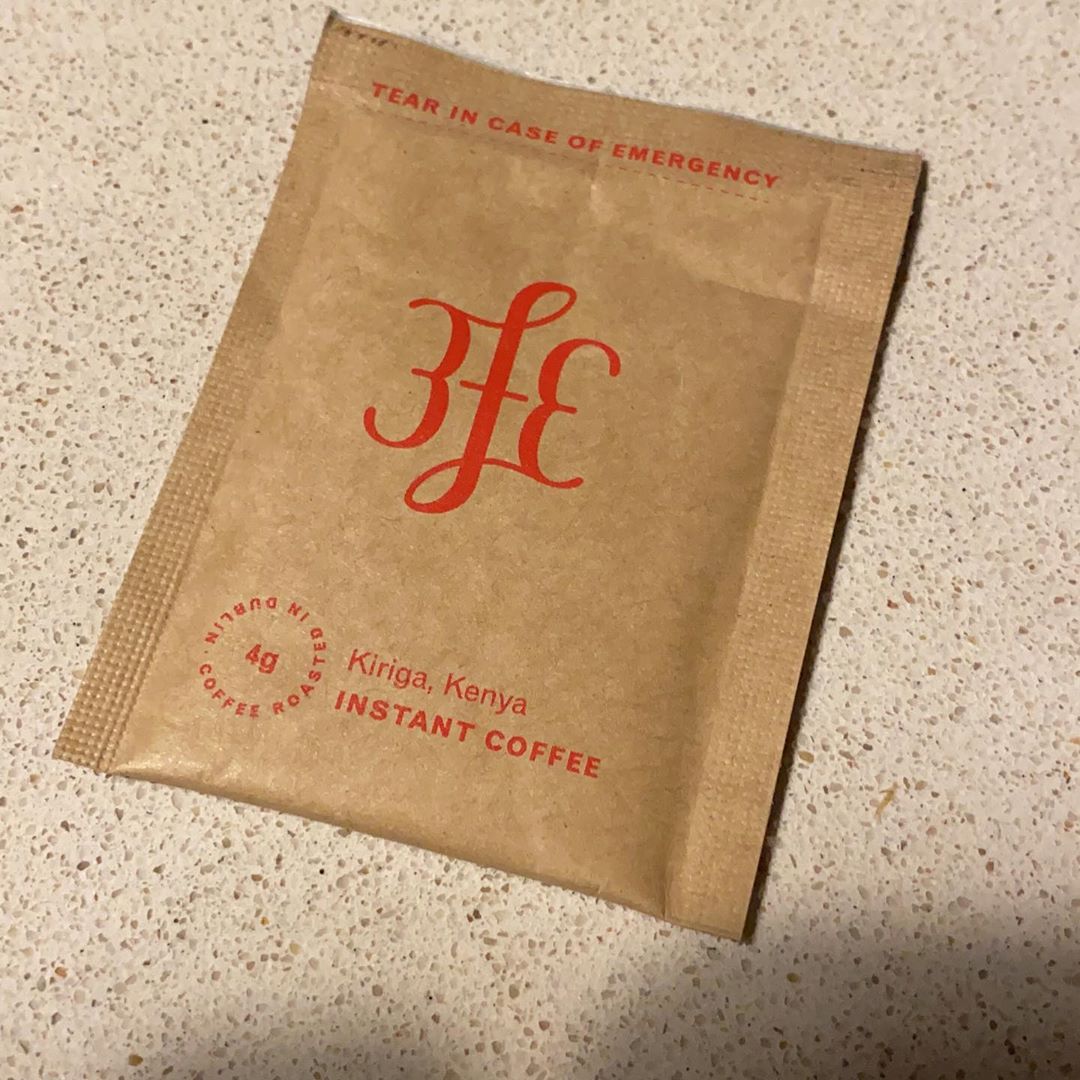 TEAR IN CASE OF EMERGENCY
3fE
COFFEE ROASTED IN DUBLIN ·
4g
Kiriga, Kenya
INSTANT COFFEE